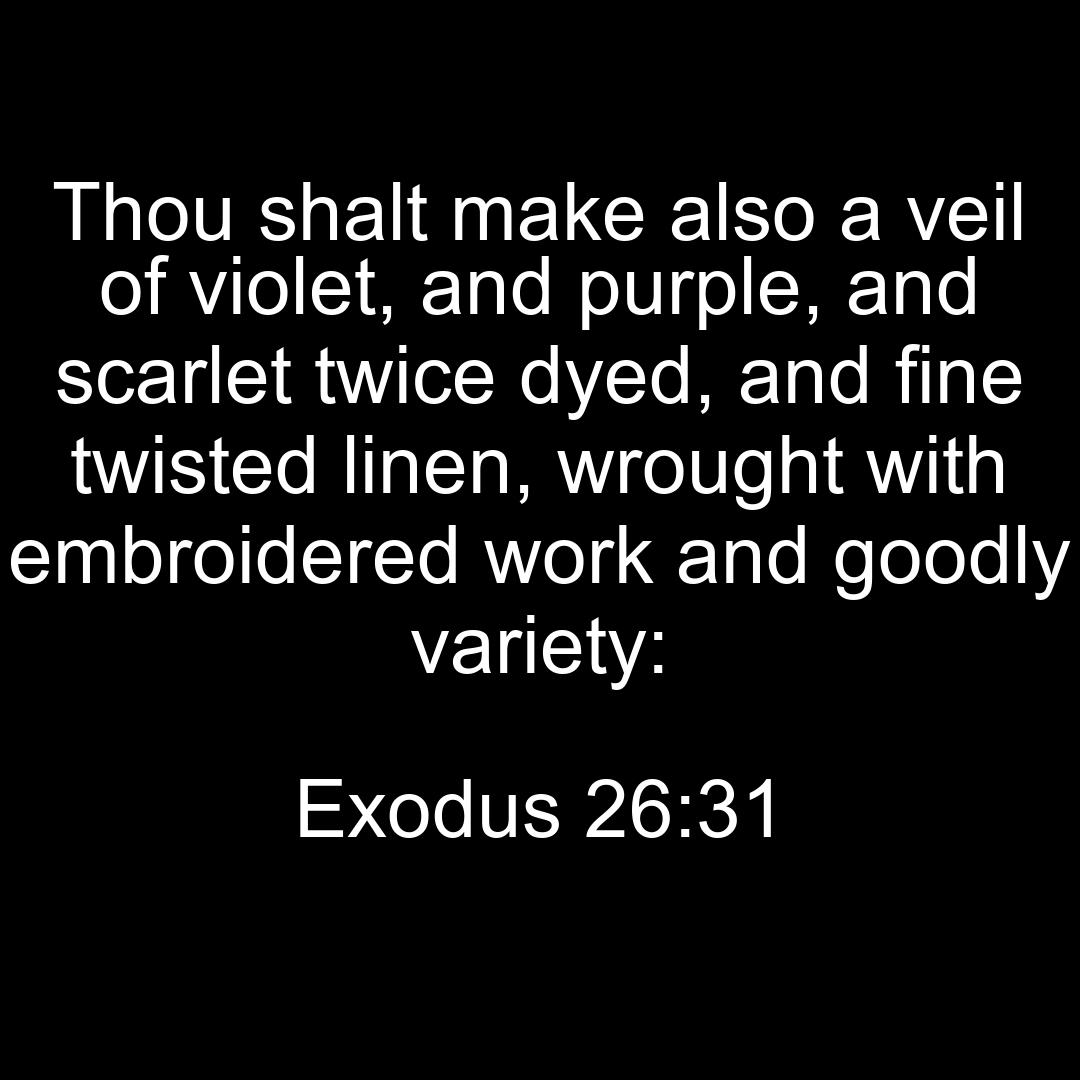 Thou shalt make also a veil
of violet, and purple, and
scarlet twice dyed, and fine
twisted linen, wrought with
embroidered work and goodly
variety:
Exodus 26:31